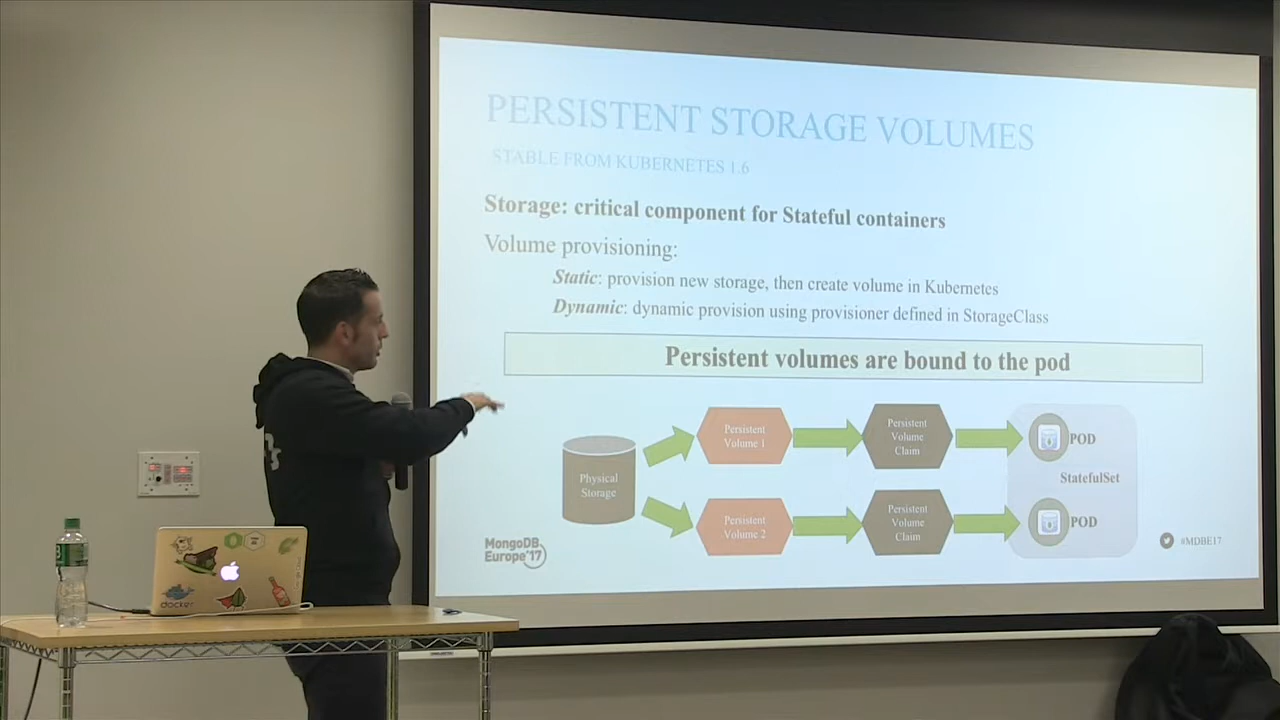 PERSISTENT STORAGE VOLUMES
STABLE FROM KUBERNETES 1.6
Storage: critical component for Stateful containers
Volume provisioning:
Static: provision new storage, then create volume in Kubernetes
Dynamic: dynamic provision using provisioner defined in StorageClass
Persistent volumes are bound to the pod
Physical
Storage
Persistent
Volume 1
Persistent
Volume
Claim
POD
StatefulSet
Persistent
Volume 2
Persistent
Volume
Claim
POD
MongoDB
Europe'17
#MDBE17
docker